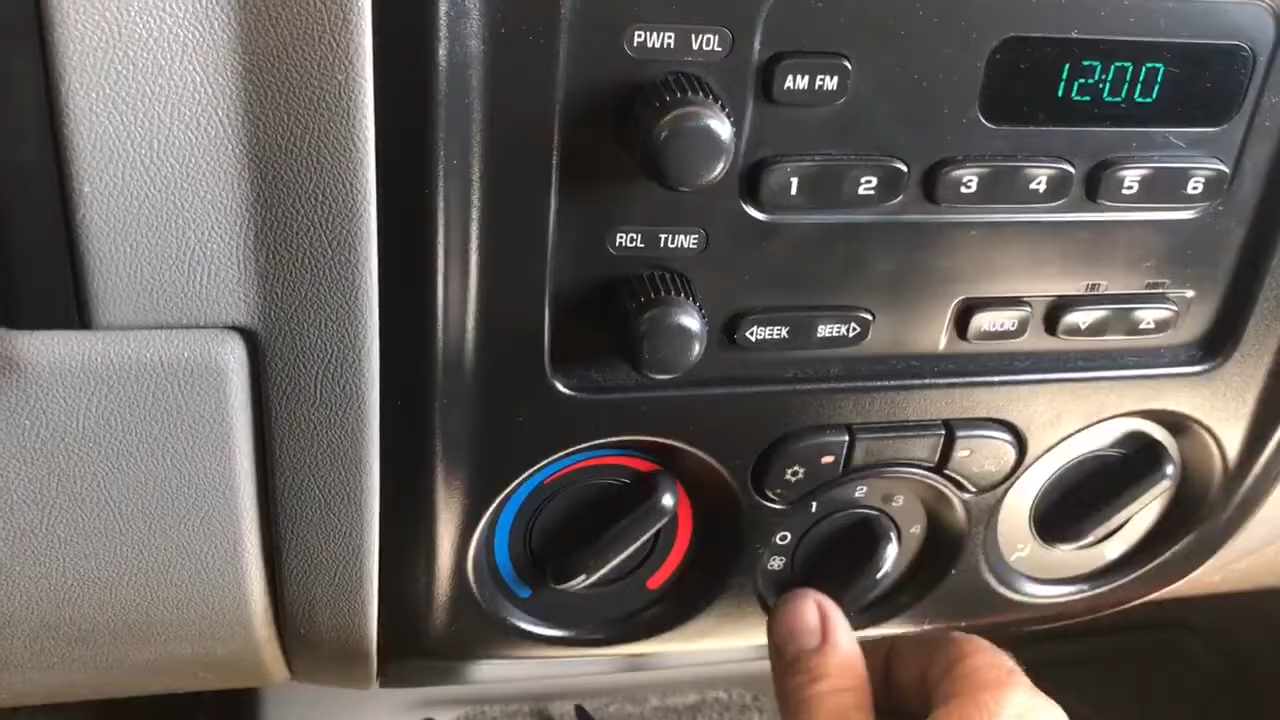 PWR VOL
AM FM
12:00
1 2 3 4 5 6
RCL TUNE
◁SEEK SEEK▷
AUDIO
1 2 3 4